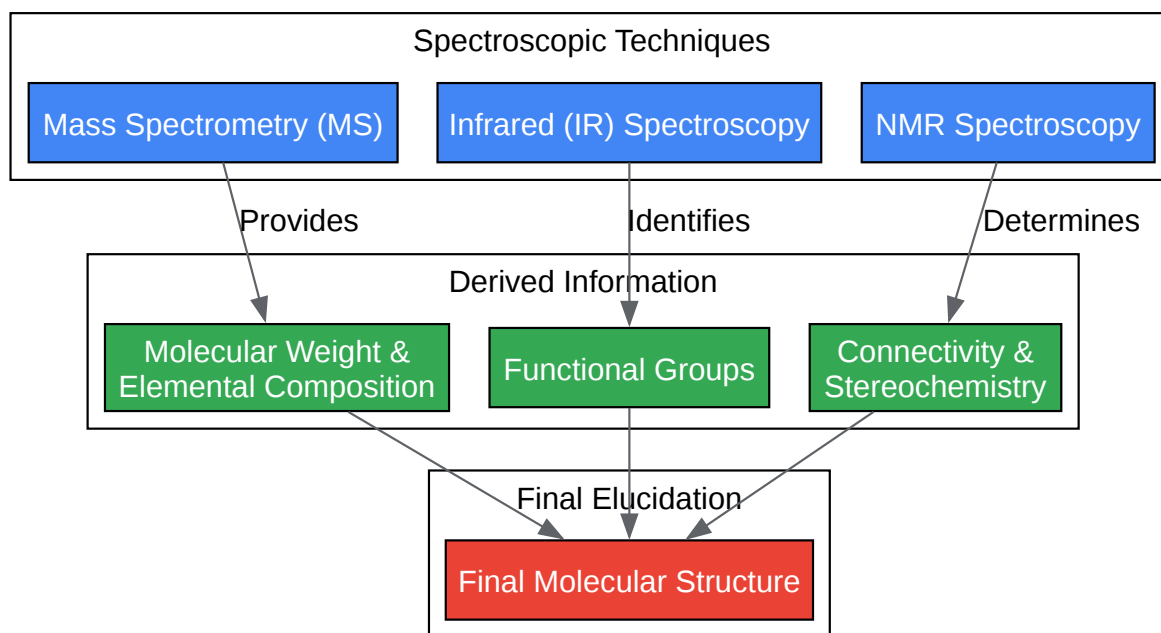 Spectroscopic Techniques
Mass Spectrometry (MS)
Infrared (IR) Spectroscopy
NMR Spectroscopy
Provides
Identifies
Determines
Derived Information
Molecular Weight &
Elemental Composition
Functional Groups
Connectivity &
Stereochemistry
Final Elucidation
Final Molecular Structure